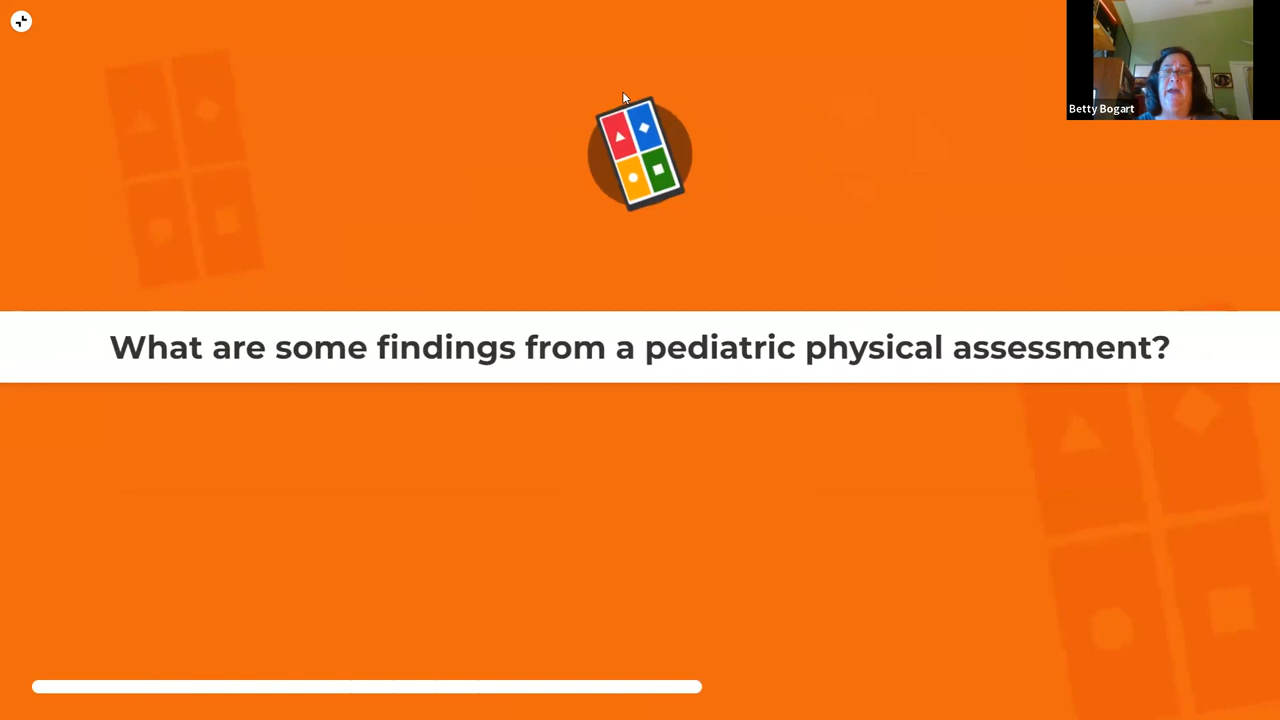 Betty Bogart
What are some findings from a pediatric physical assessment?